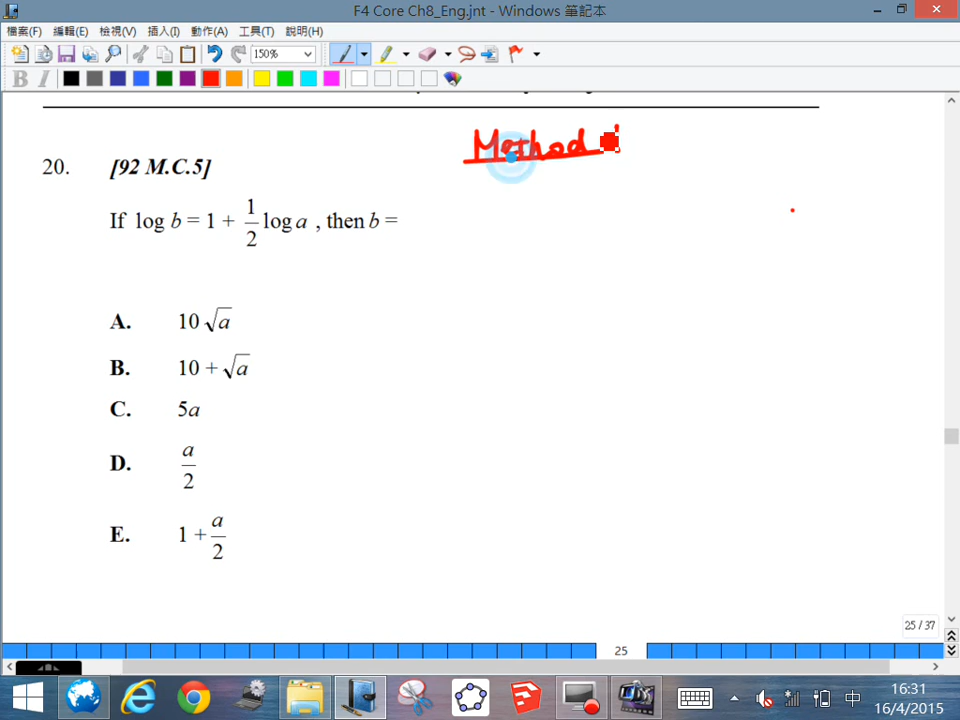 F4 Core Ch8_Eng.jnt - Windows 筆記本
檔案(F) 編輯(E) 檢視(V) 插入(I) 動作(A) 工具(T) 說明(H)
150%
B I
Method
20. [92 M.C.5]
If log b = 1 + 1/2 log a , then b =
A. 10 √a
B. 10 + √a
C. 5a
D. a/2
E. 1 + a/2
25 / 37
25
中
16:31
16/4/2015